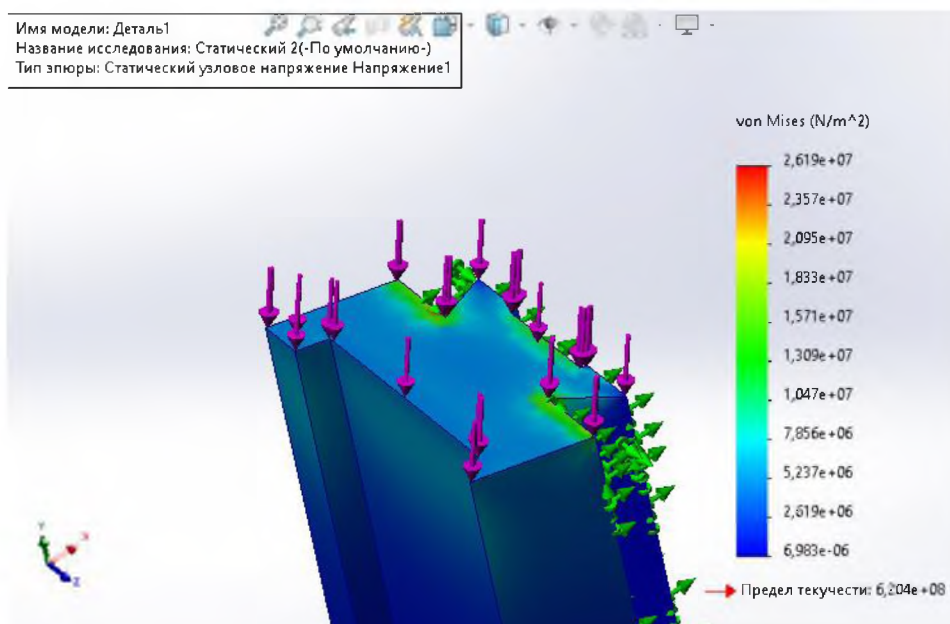 Имя модели: Деталь1
Название исследования: Статический 2(-По умолчанию-)
Тип эпюры: Статический узловое напряжение Напряжение1
von Mises (N/m^2)
2,619e+07
2,357e+07
2,095e+07
1,833e+07
1,571e+07
1,309e+07
1,047e+07
7,856e+06
5,237e+06
2,619e+06
6,983e-06
Предел текучести: 6,204e+08
Y
X
Z